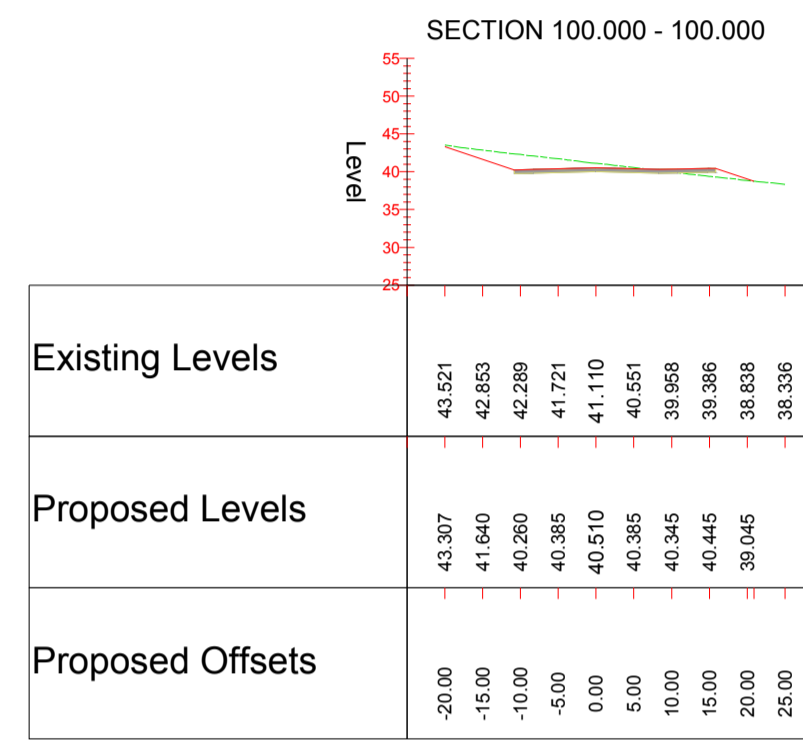 SECTION 100.000 - 100.000
55
50
45
40
35
30
25
Level
Existing Levels
43.521 42.853 42.289 41.721 41.110 40.551 39.958 39.386 38.838 38.336
Proposed Levels
43.307 41.640 40.260 40.385 40.510 40.385 40.345 40.445 39.045
Proposed Offsets
-20.00 -15.00 -10.00 -5.00 0.00 5.00 10.00 15.00 20.00 25.00